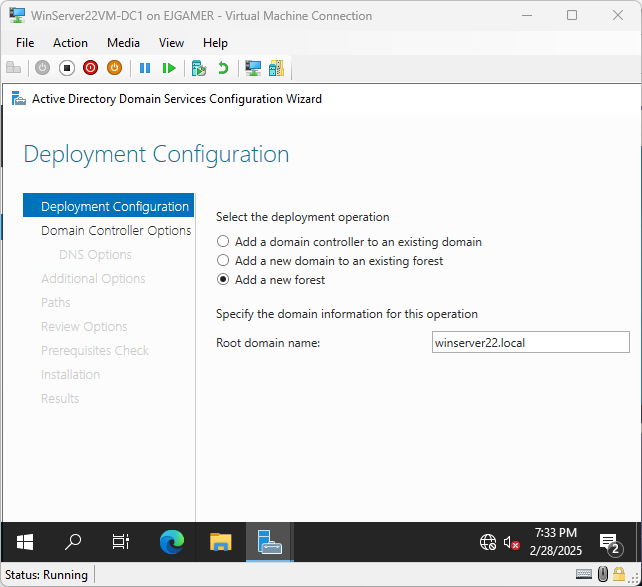 WinServer22VM-DC1 on EJGAMER - Virtual Machine Connection
File Action Media View Help
Active Directory Domain Services Configuration Wizard
Deployment Configuration
Deployment Configuration
Domain Controller Options
DNS Options
Additional Options
Paths
Review Options
Prerequisites Check
Installation
Results
Select the deployment operation
Add a domain controller to an existing domain
Add a new domain to an existing forest
Add a new forest
Specify the domain information for this operation
Root domain name: winserver22.local
7:33 PM
2/28/2025
2
Status: Running